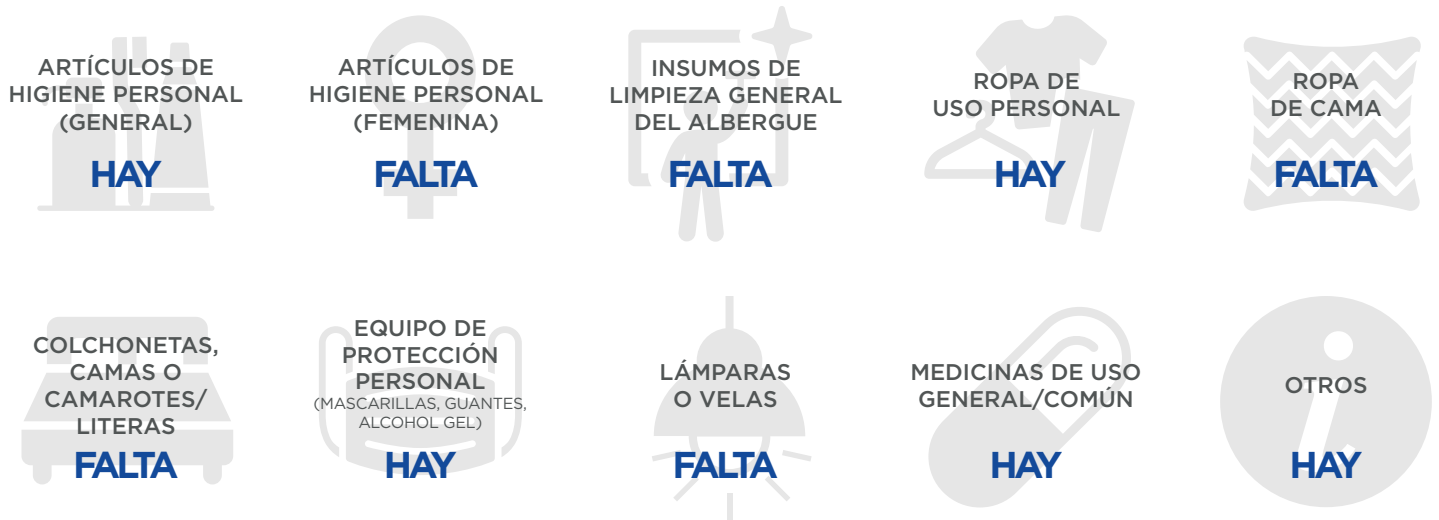 ARTÍCULOS DE
HIGIENE PERSONAL
(GENERAL)
HAY
ARTÍCULOS DE
HIGIENE PERSONAL
(FEMENINA)
FALTA
INSUMOS DE
LIMPIEZA GENERAL
DEL ALBERGUE
FALTA
ROPA DE
USO PERSONAL
HAY
ROPA
DE CAMA
FALTA
COLCHONETAS,
CAMAS O
CAMAROTES/
LITERAS
FALTA
EQUIPO DE
PROTECCIÓN
PERSONAL
(MASCARILLAS, GUANTES,
ALCOHOL GEL)
HAY
LÁMPARAS
O VELAS
FALTA
MEDICINAS DE USO
GENERAL/COMÚN
HAY
OTROS
HAY